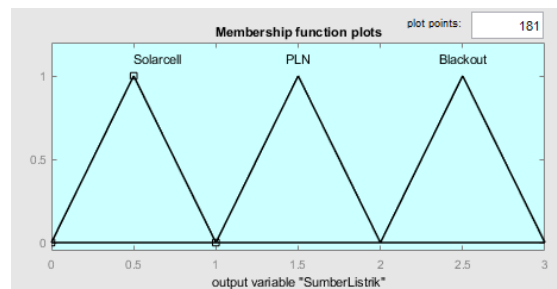 plot points: 181
Membership function plots
Solarcell PLN Blackout
1
0.5
0
0 0.5 1 1.5 2 2.5 3
output variable "SumberListrik"